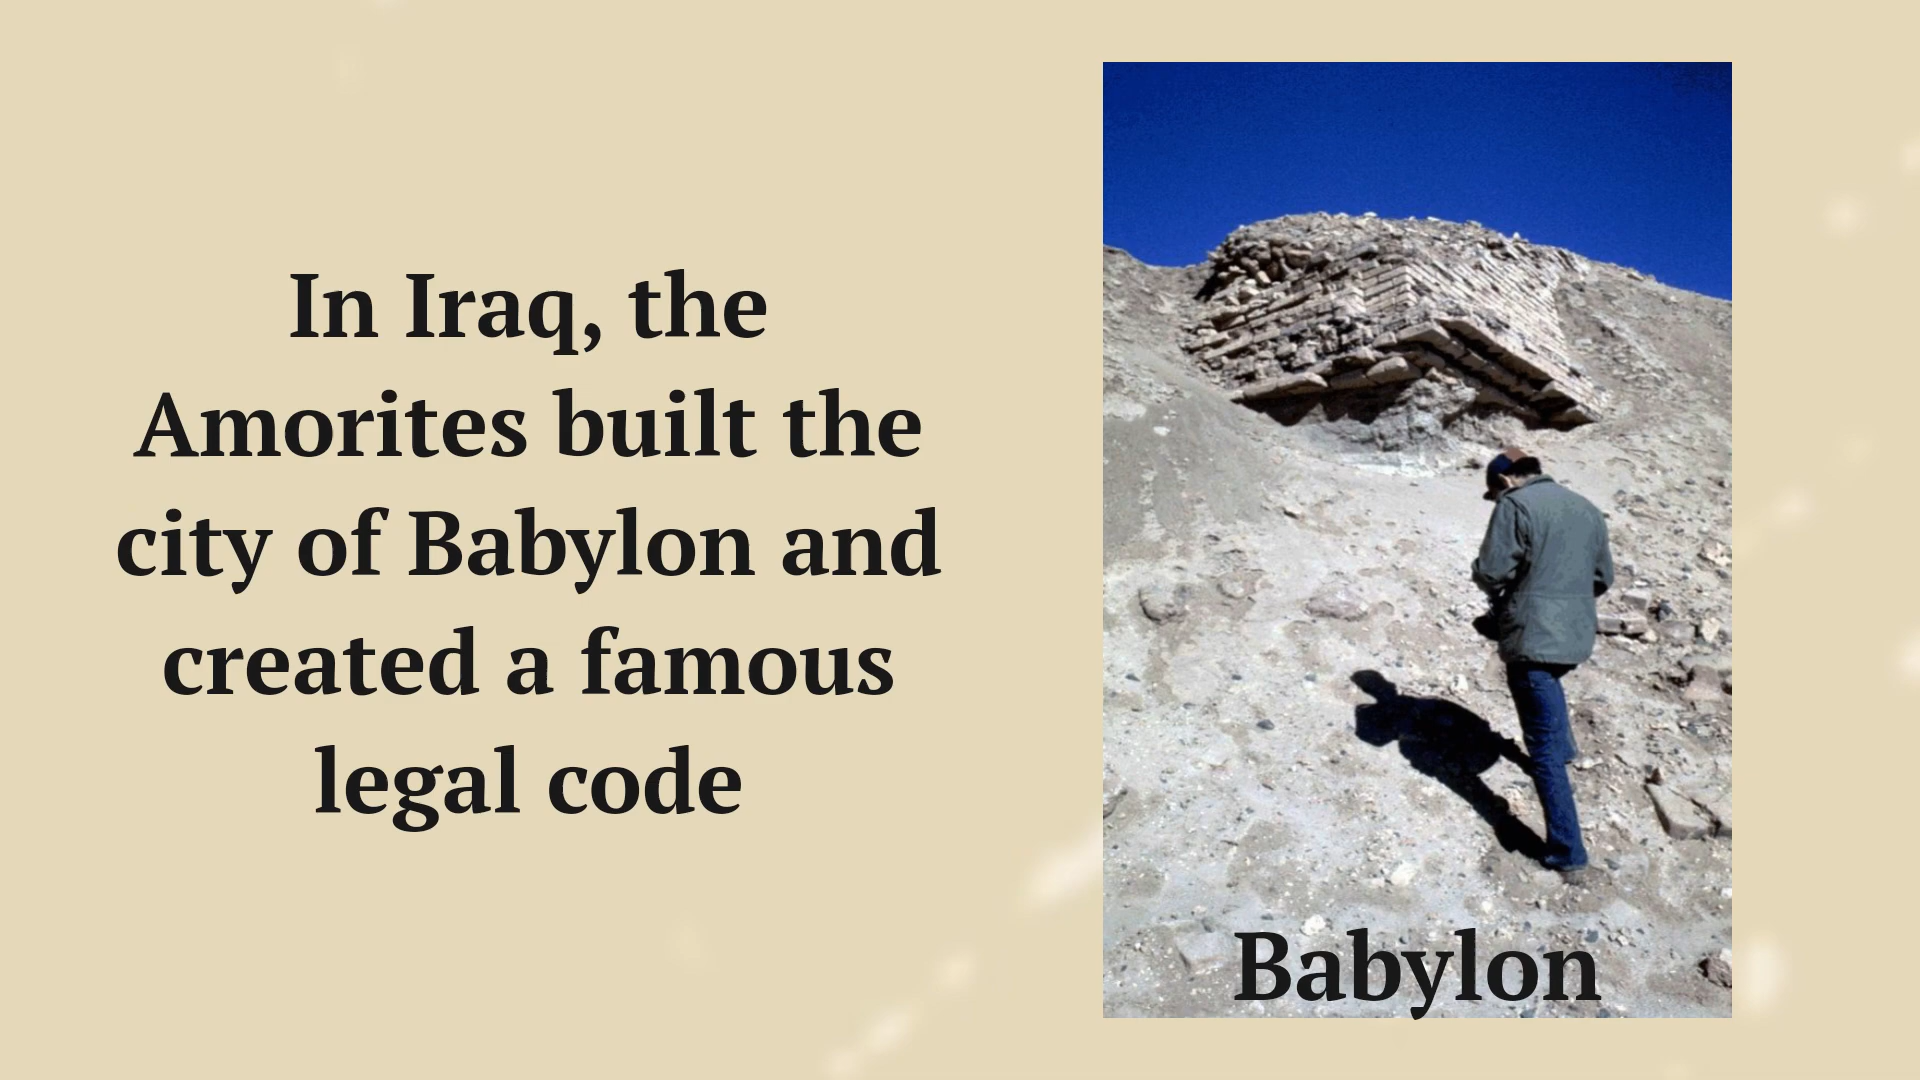 In Iraq, the
Amorites built the
city of Babylon and
created a famous
legal code
Babylon